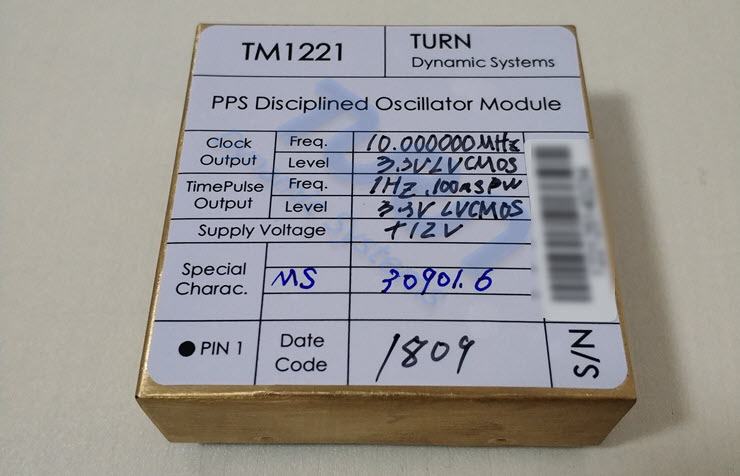 TM1221
TURN
Dynamic Systems
PPS Disciplined Oscillator Module
Clock Output
Freq.
10.000000MHz
Level
3.3V LVCMOS
TimePulse Output
Freq.
1Hz, 100ms PW
Level
3.3V LVCMOS
Supply Voltage
+12V
Special Charac.
MS
30901.6
PIN 1
Date Code
1809
S/N